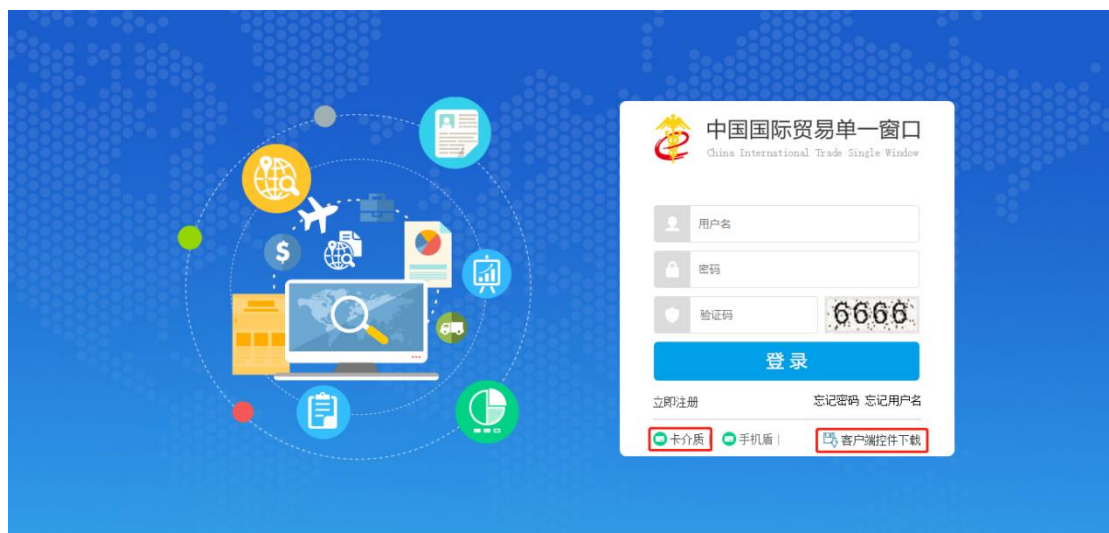 中国国际贸易单一窗口
China International Trade Single Window
用户名
密码
验证码 6666
登录
立即注册 忘记密码 忘记用户名
卡介质 | 手机盾 | 客户端控件下载